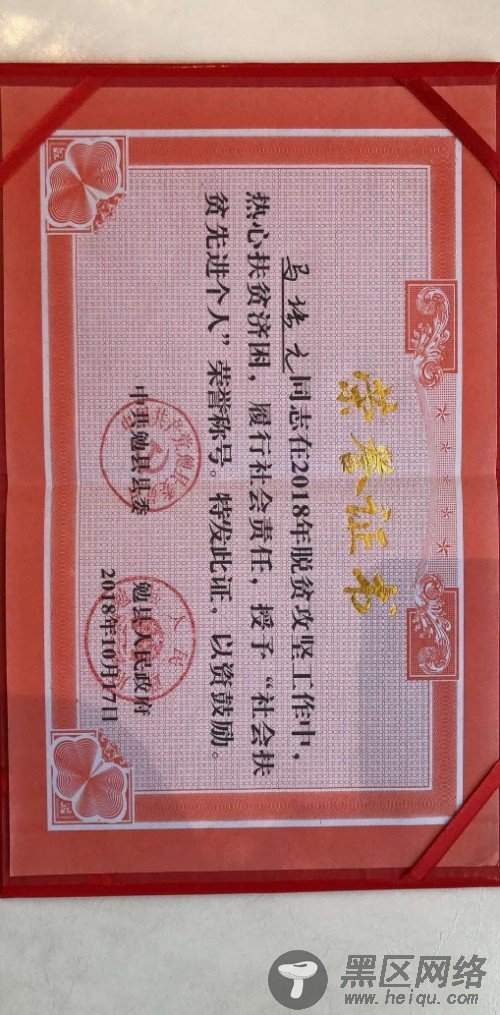 荣誉证书
马 元同志在2018年脱贫攻坚工作中，
热心扶贫济困，履行社会责任，授予“社会扶
贫先进个人”荣誉称号。特发此证，以资鼓励。
中共勉县县委
勉县人民政府
2018年10月17日
黑区网络
www.heiqu.com